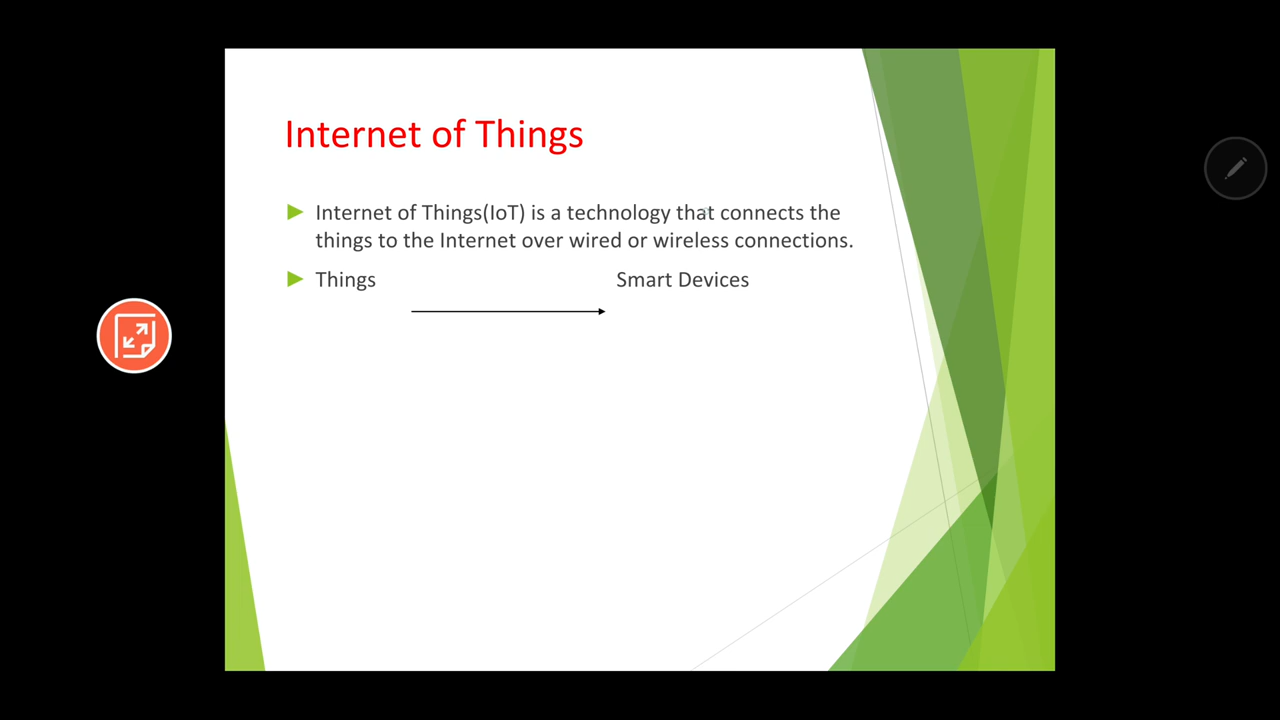 Internet of Things
Internet of Things(IoT) is a technology that connects the
things to the Internet over wired or wireless connections.
Things Smart Devices